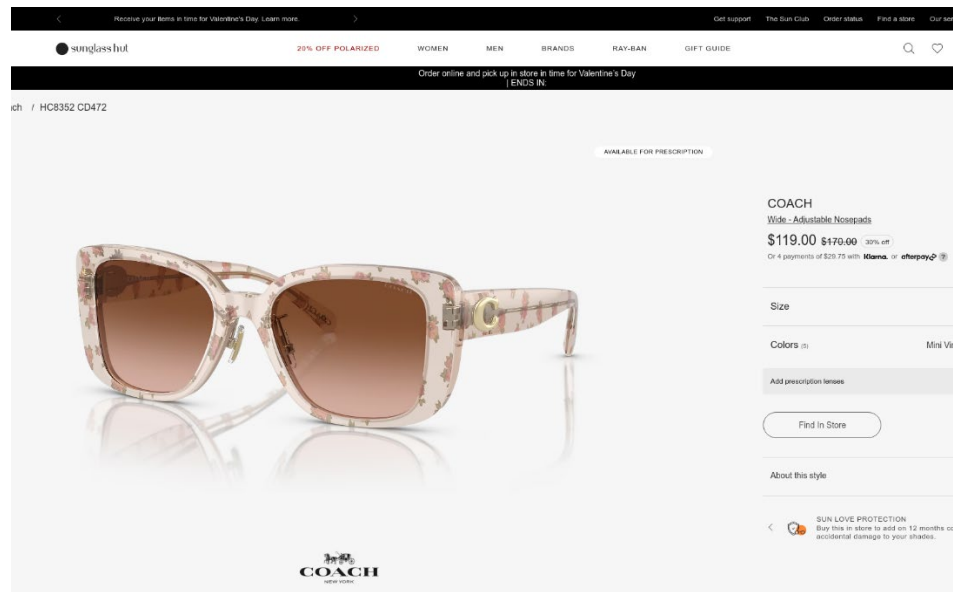 Receive your items in time for Valentine's Day. Learn more.
Get support The Sun Club Order status Find a store Our
sunglass hut
20% OFF POLARIZED WOMEN MEN BRANDS RAY-BAN GIFT GUIDE
Order online and pick up in store in time for Valentine's Day
| ENDS IN:
/ HC8352 CD472
AVAILABLE FOR PRESCRIPTION
COACH
Wide - Adjustable Nosepads
$119.00 $170.00 30% off
Or 4 payments of $29.75 with Klarna. or afterpay ?
Size
Colors (5) Mini
Add prescription lenses
Find In Store
About this style
SUN LOVE PROTECTION
Buy this in store to add on 12 months
accidental damage to your shades.
C
COACH
NEW YORK